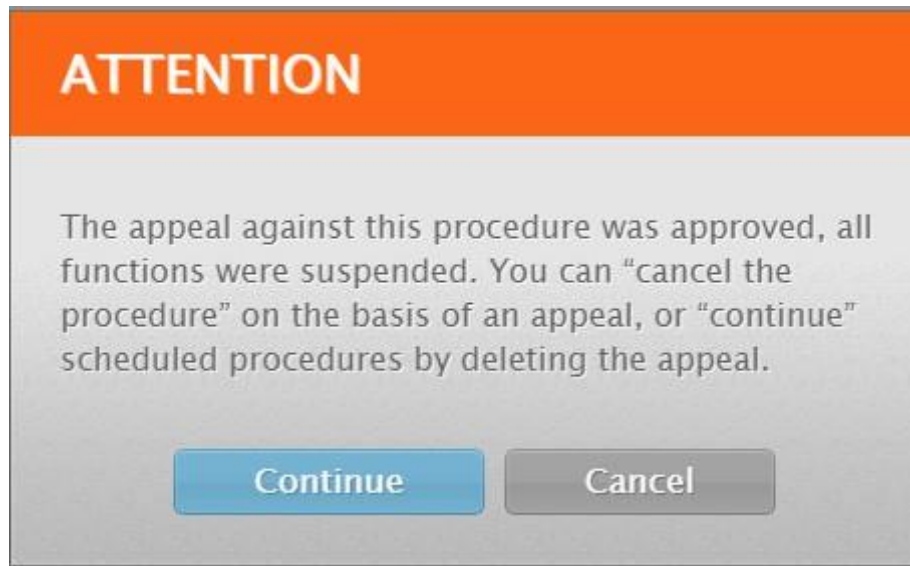 ATTENTION
The appeal against this procedure was approved, all
functions were suspended. You can “cancel the
procedure” on the basis of an appeal, or “continue”
scheduled procedures by deleting the appeal.
Continue
Cancel